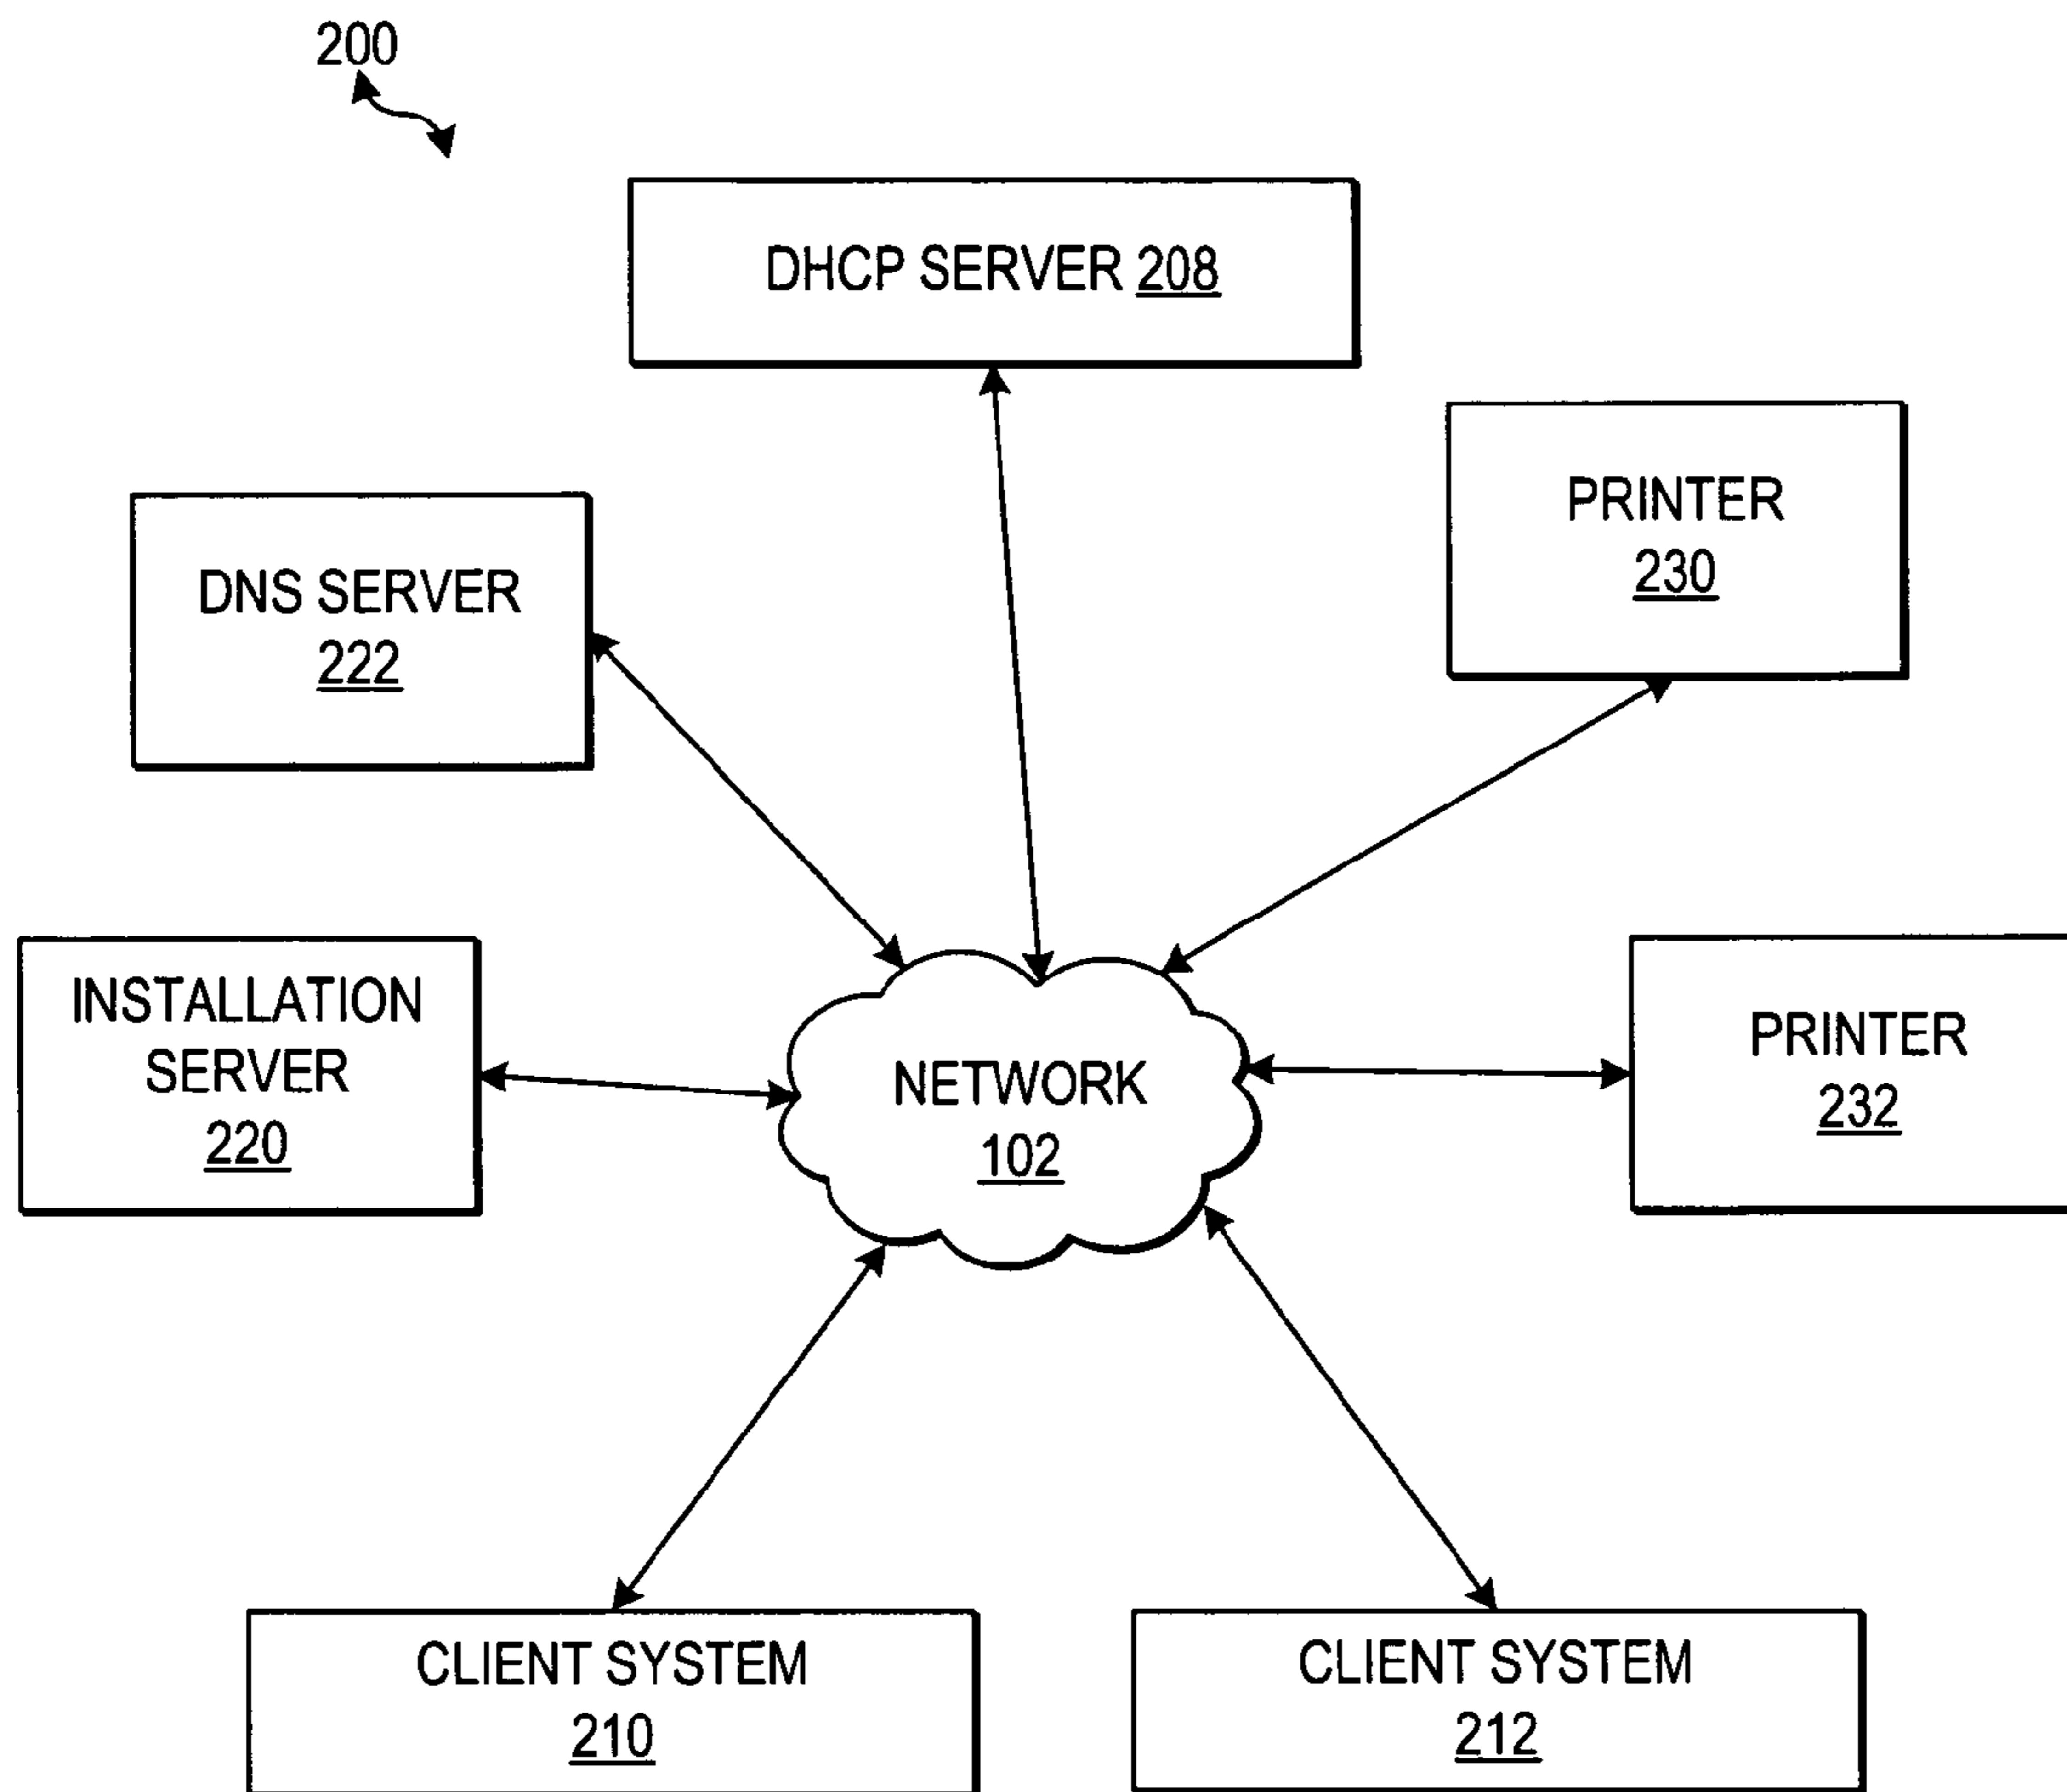 200
DHCP SERVER 208
PRINTER
230
DNS SERVER
222
INSTALLATION
SERVER
220
NETWORK
102
PRINTER
232
CLIENT SYSTEM
210
CLIENT SYSTEM
212